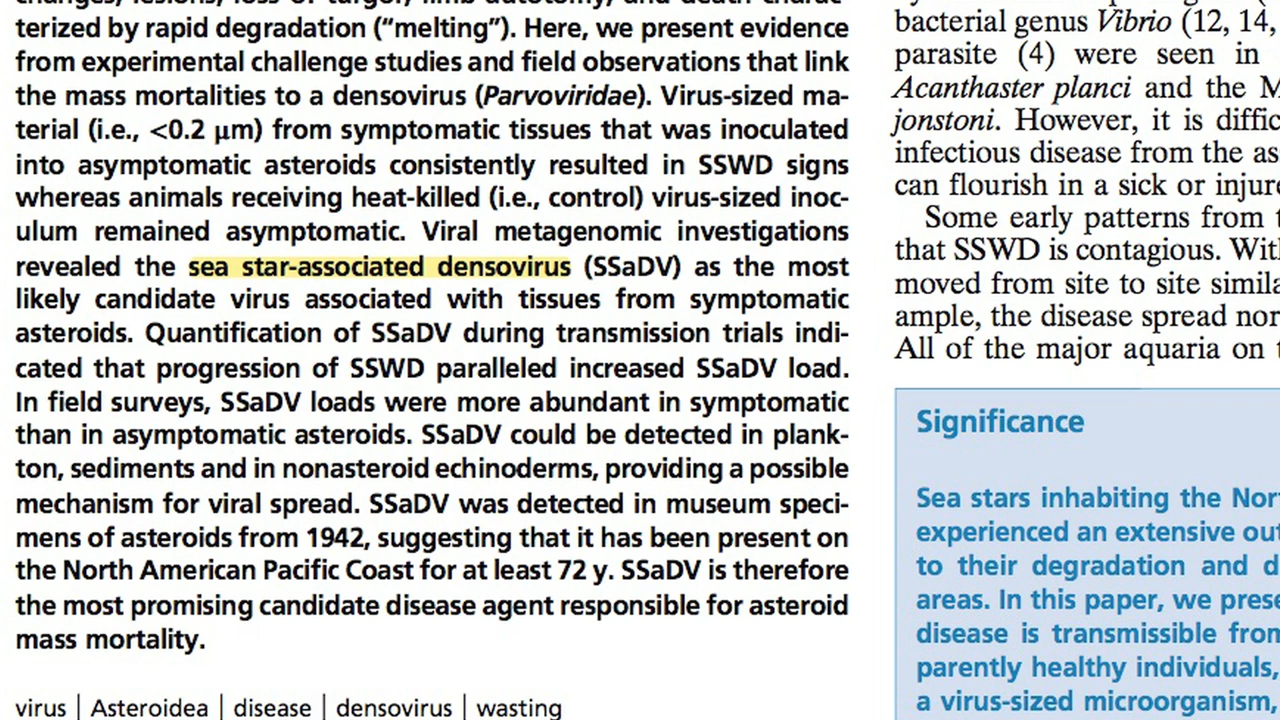 terized by rapid degradation (“melting”). Here, we present evidence
from experimental challenge studies and field observations that link
the mass mortalities to a densovirus (Parvoviridae). Virus-sized ma-
terial (i.e., <0.2 μm) from symptomatic tissues that was inoculated
into asymptomatic asteroids consistently resulted in SSWD signs
whereas animals receiving heat-killed (i.e., control) virus-sized inoc-
ulum remained asymptomatic. Viral metagenomic investigations
revealed the sea star-associated densovirus (SSaDV) as the most
likely candidate virus associated with tissues from symptomatic
asteroids. Quantification of SSaDV during transmission trials indi-
cated that progression of SSWD paralleled increased SSaDV load.
In field surveys, SSaDV loads were more abundant in symptomatic
than in asymptomatic asteroids. SSaDV could be detected in plank-
ton, sediments and in nonasteroid echinoderms, providing a possible
mechanism for viral spread. SSaDV was detected in museum speci-
mens of asteroids from 1942, suggesting that it has been present on
the North American Pacific Coast for at least 72 y. SSaDV is therefore
the most promising candidate disease agent responsible for asteroid
mass mortality.
virus | Asteroidea | disease | densovirus | wasting
bacterial genus Vibrio (12, 14,
parasite (4) were seen in
Acanthaster planci and the M
jonstoni. However, it is diffic
infectious disease from the as
can flourish in a sick or injure
Some early patterns from t
that SSWD is contagious. With
moved from site to site simila
ample, the disease spread nor
All of the major aquaria on t
Significance
Sea stars inhabiting the Nort
experienced an extensive out
to their degradation and d
areas. In this paper, we prese
disease is transmissible from
parently healthy individuals,
a virus-sized microorganism,